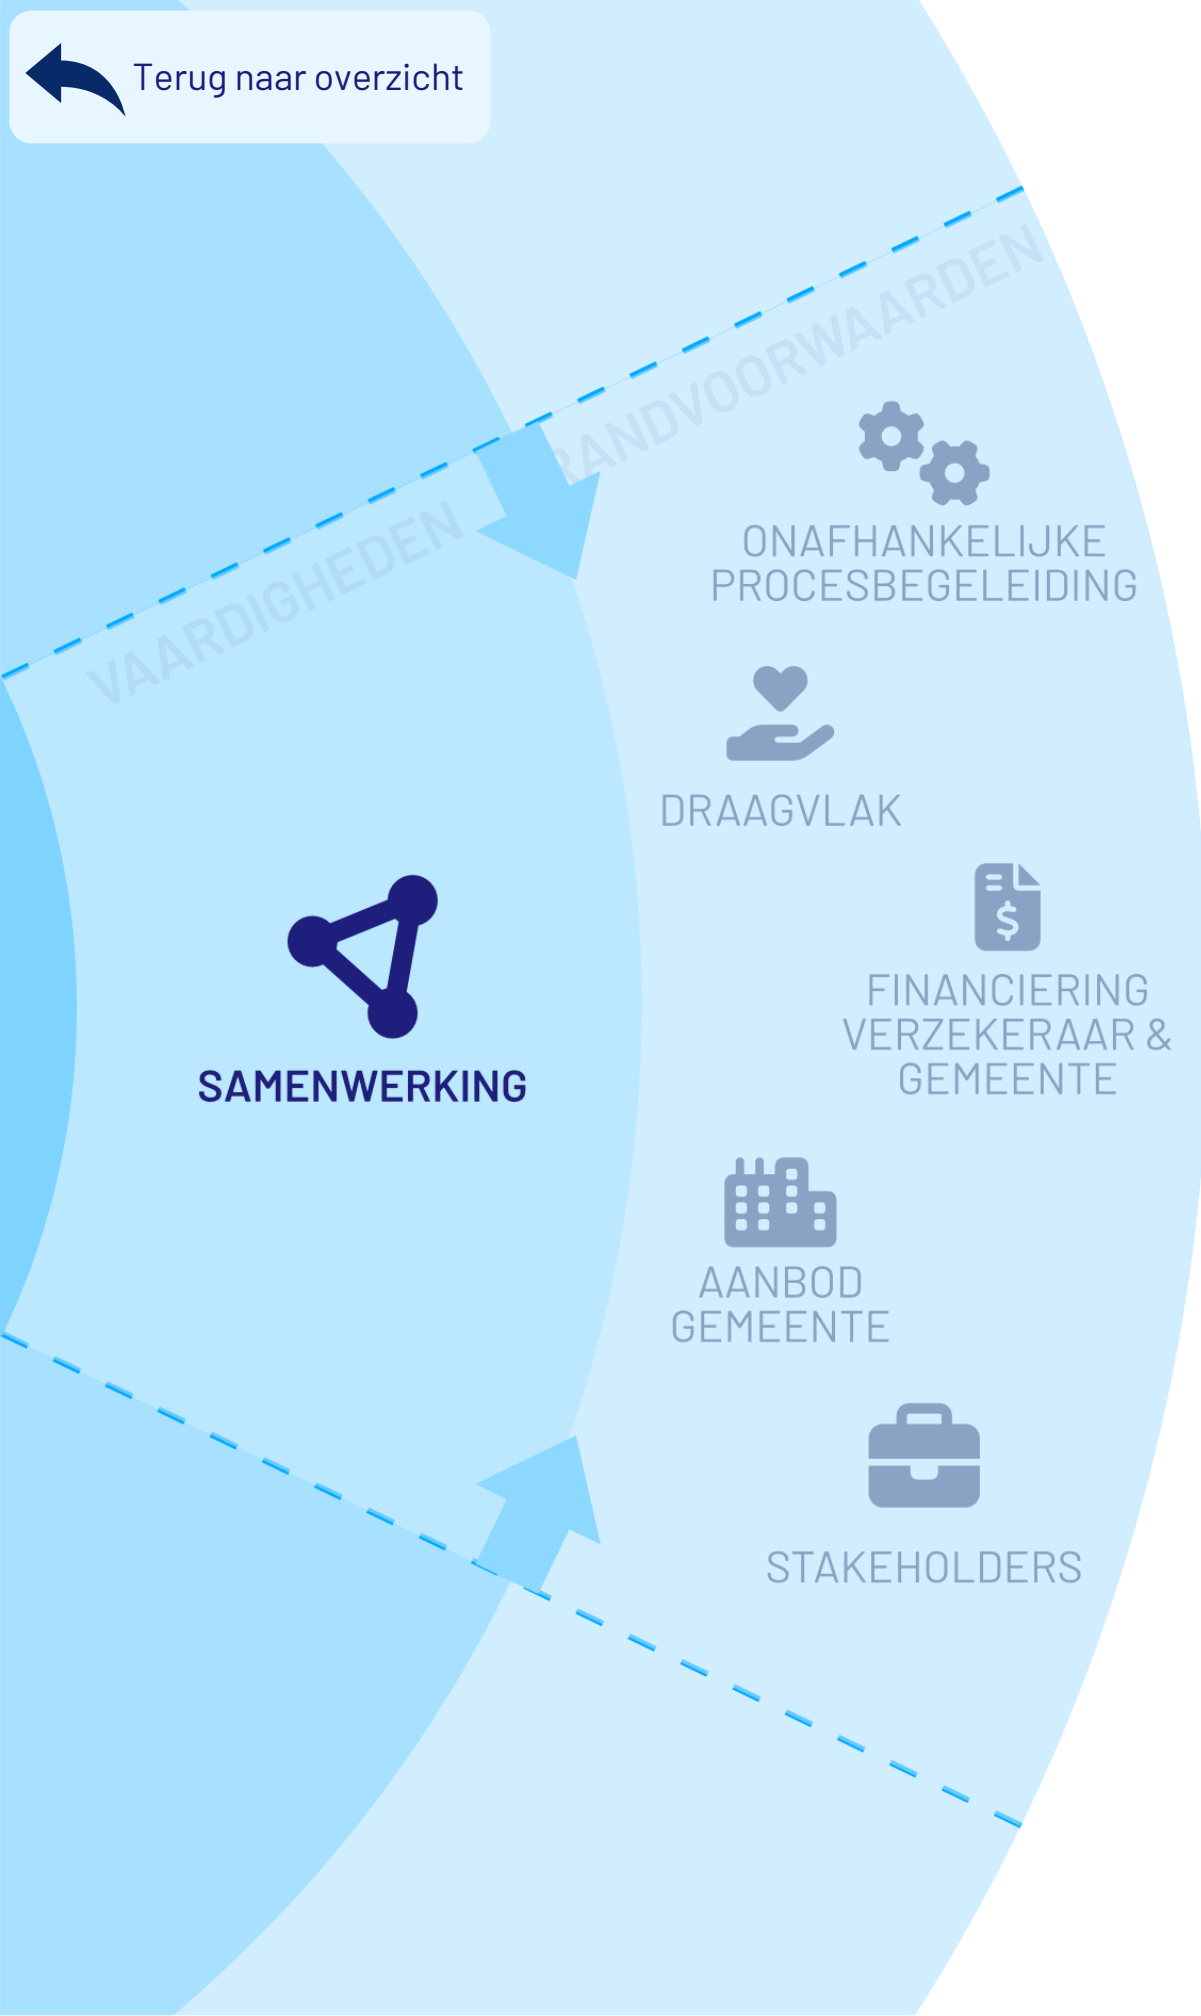 Terug naar overzicht
RANDVOORWAARDEN
VAARDIGHEDEN
ONAFHANKELIJKE
PROCESBEGELEIDING
DRAAGVLAK
FINANCIERING
VERZEKERAAR &
GEMEENTE
SAMENWERKING
AANBOD
GEMEENTE
STAKEHOLDERS